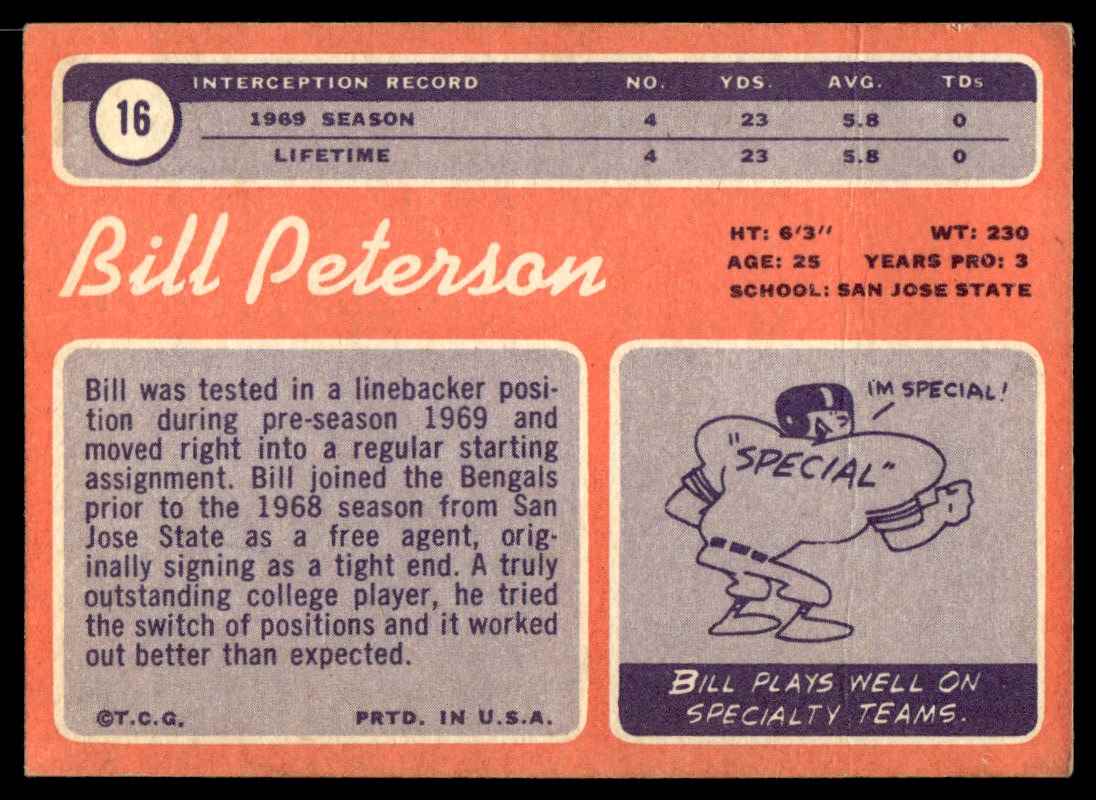 16
INTERCEPTION RECORD NO. YDS. AVG. TDs
1969 SEASON 4 23 5.8 0
LIFETIME 4 23 5.8 0
Bill Peterson
HT: 6'3" WT: 230
AGE: 25 YEARS PRO: 3
SCHOOL: SAN JOSE STATE
Bill was tested in a linebacker posi-
tion during pre-season 1969 and
moved right into a regular starting
assignment. Bill joined the Bengals
prior to the 1968 season from San
Jose State as a free agent, orig-
inally signing as a tight end. A truly
outstanding college player, he tried
the switch of positions and it worked
out better than expected.
©T.C.G. PRTD. IN U.S.A.
I'M SPECIAL!
"SPECIAL"
BILL PLAYS WELL ON
SPECIALTY TEAMS.